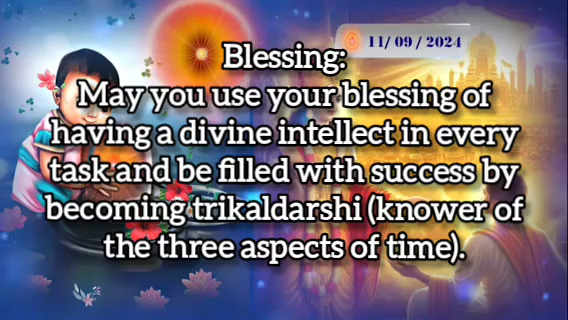 11/ 09 / 2024
Blessing:
May you use your blessing of
having a divine intellect in every
task and be filled with success by
becoming trikaldarshi (knower of
the three aspects of time).